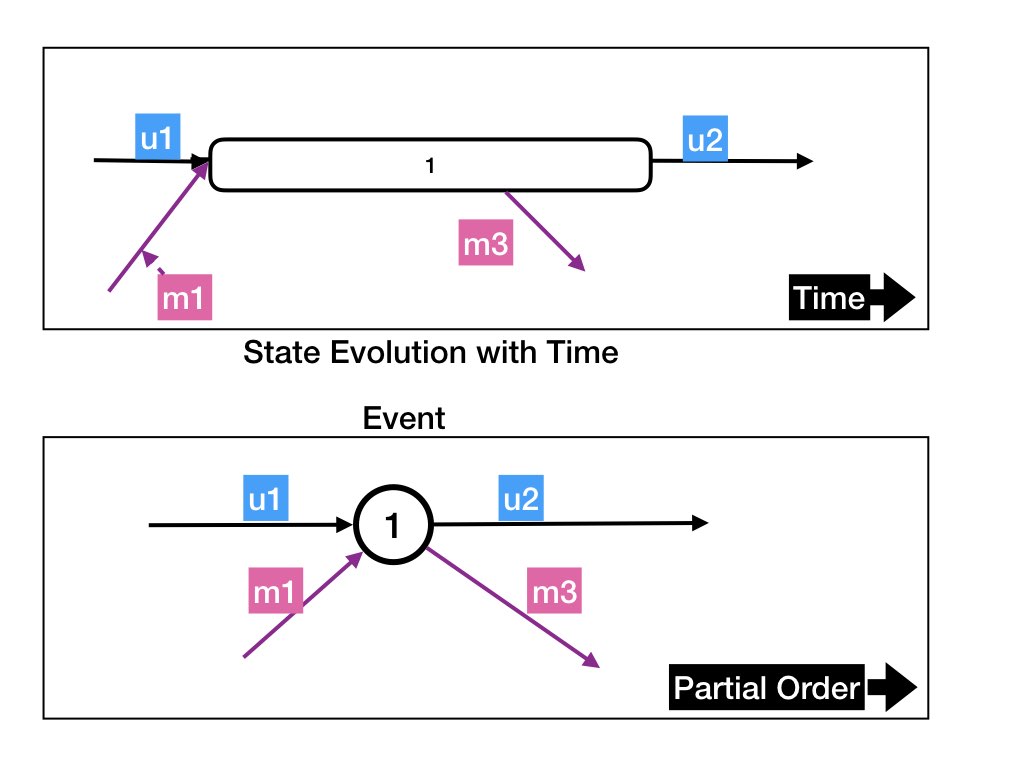 u1
u2
1
m3
m1
Time
State Evolution with Time
Event
u1
u2
1
m1
m3
Partial Order